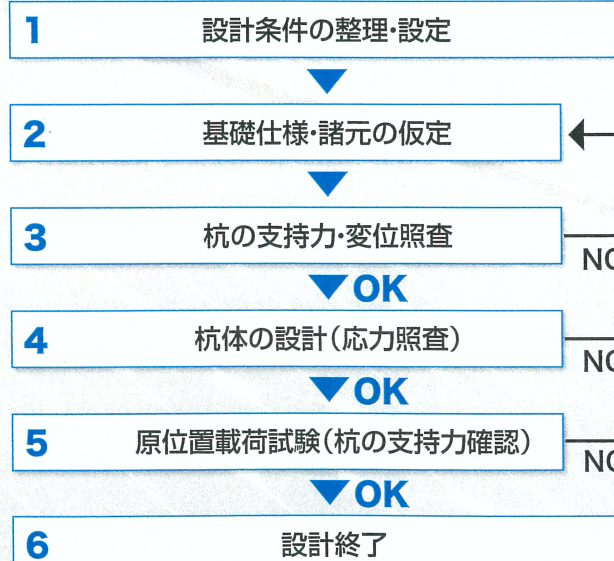 1 設計条件の整理・設定
2 基礎仕様・諸元の仮定
3 杭の支持力・変位照査
NO
OK
4 杭体の設計(応力照査)
NO
OK
5 原位置載荷試験(杭の支持力確認)
NO
OK
6 設計終了